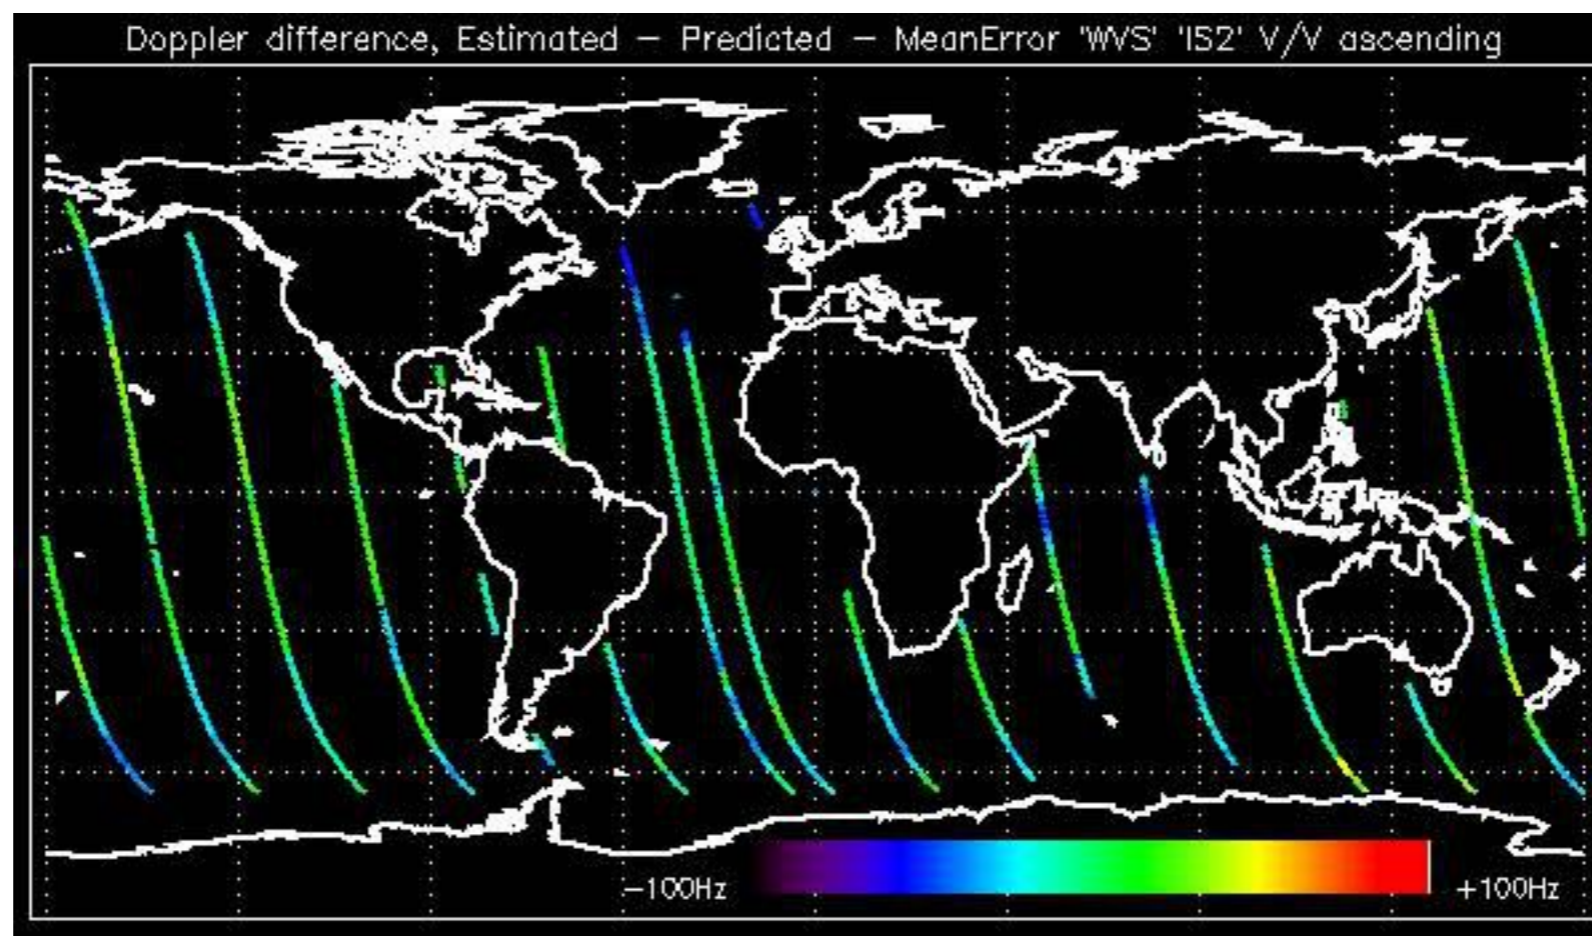 Doppler difference, Estimated – Predicted – MeanError 'WVS' 'IS2' V/V ascending
–100Hz +100Hz